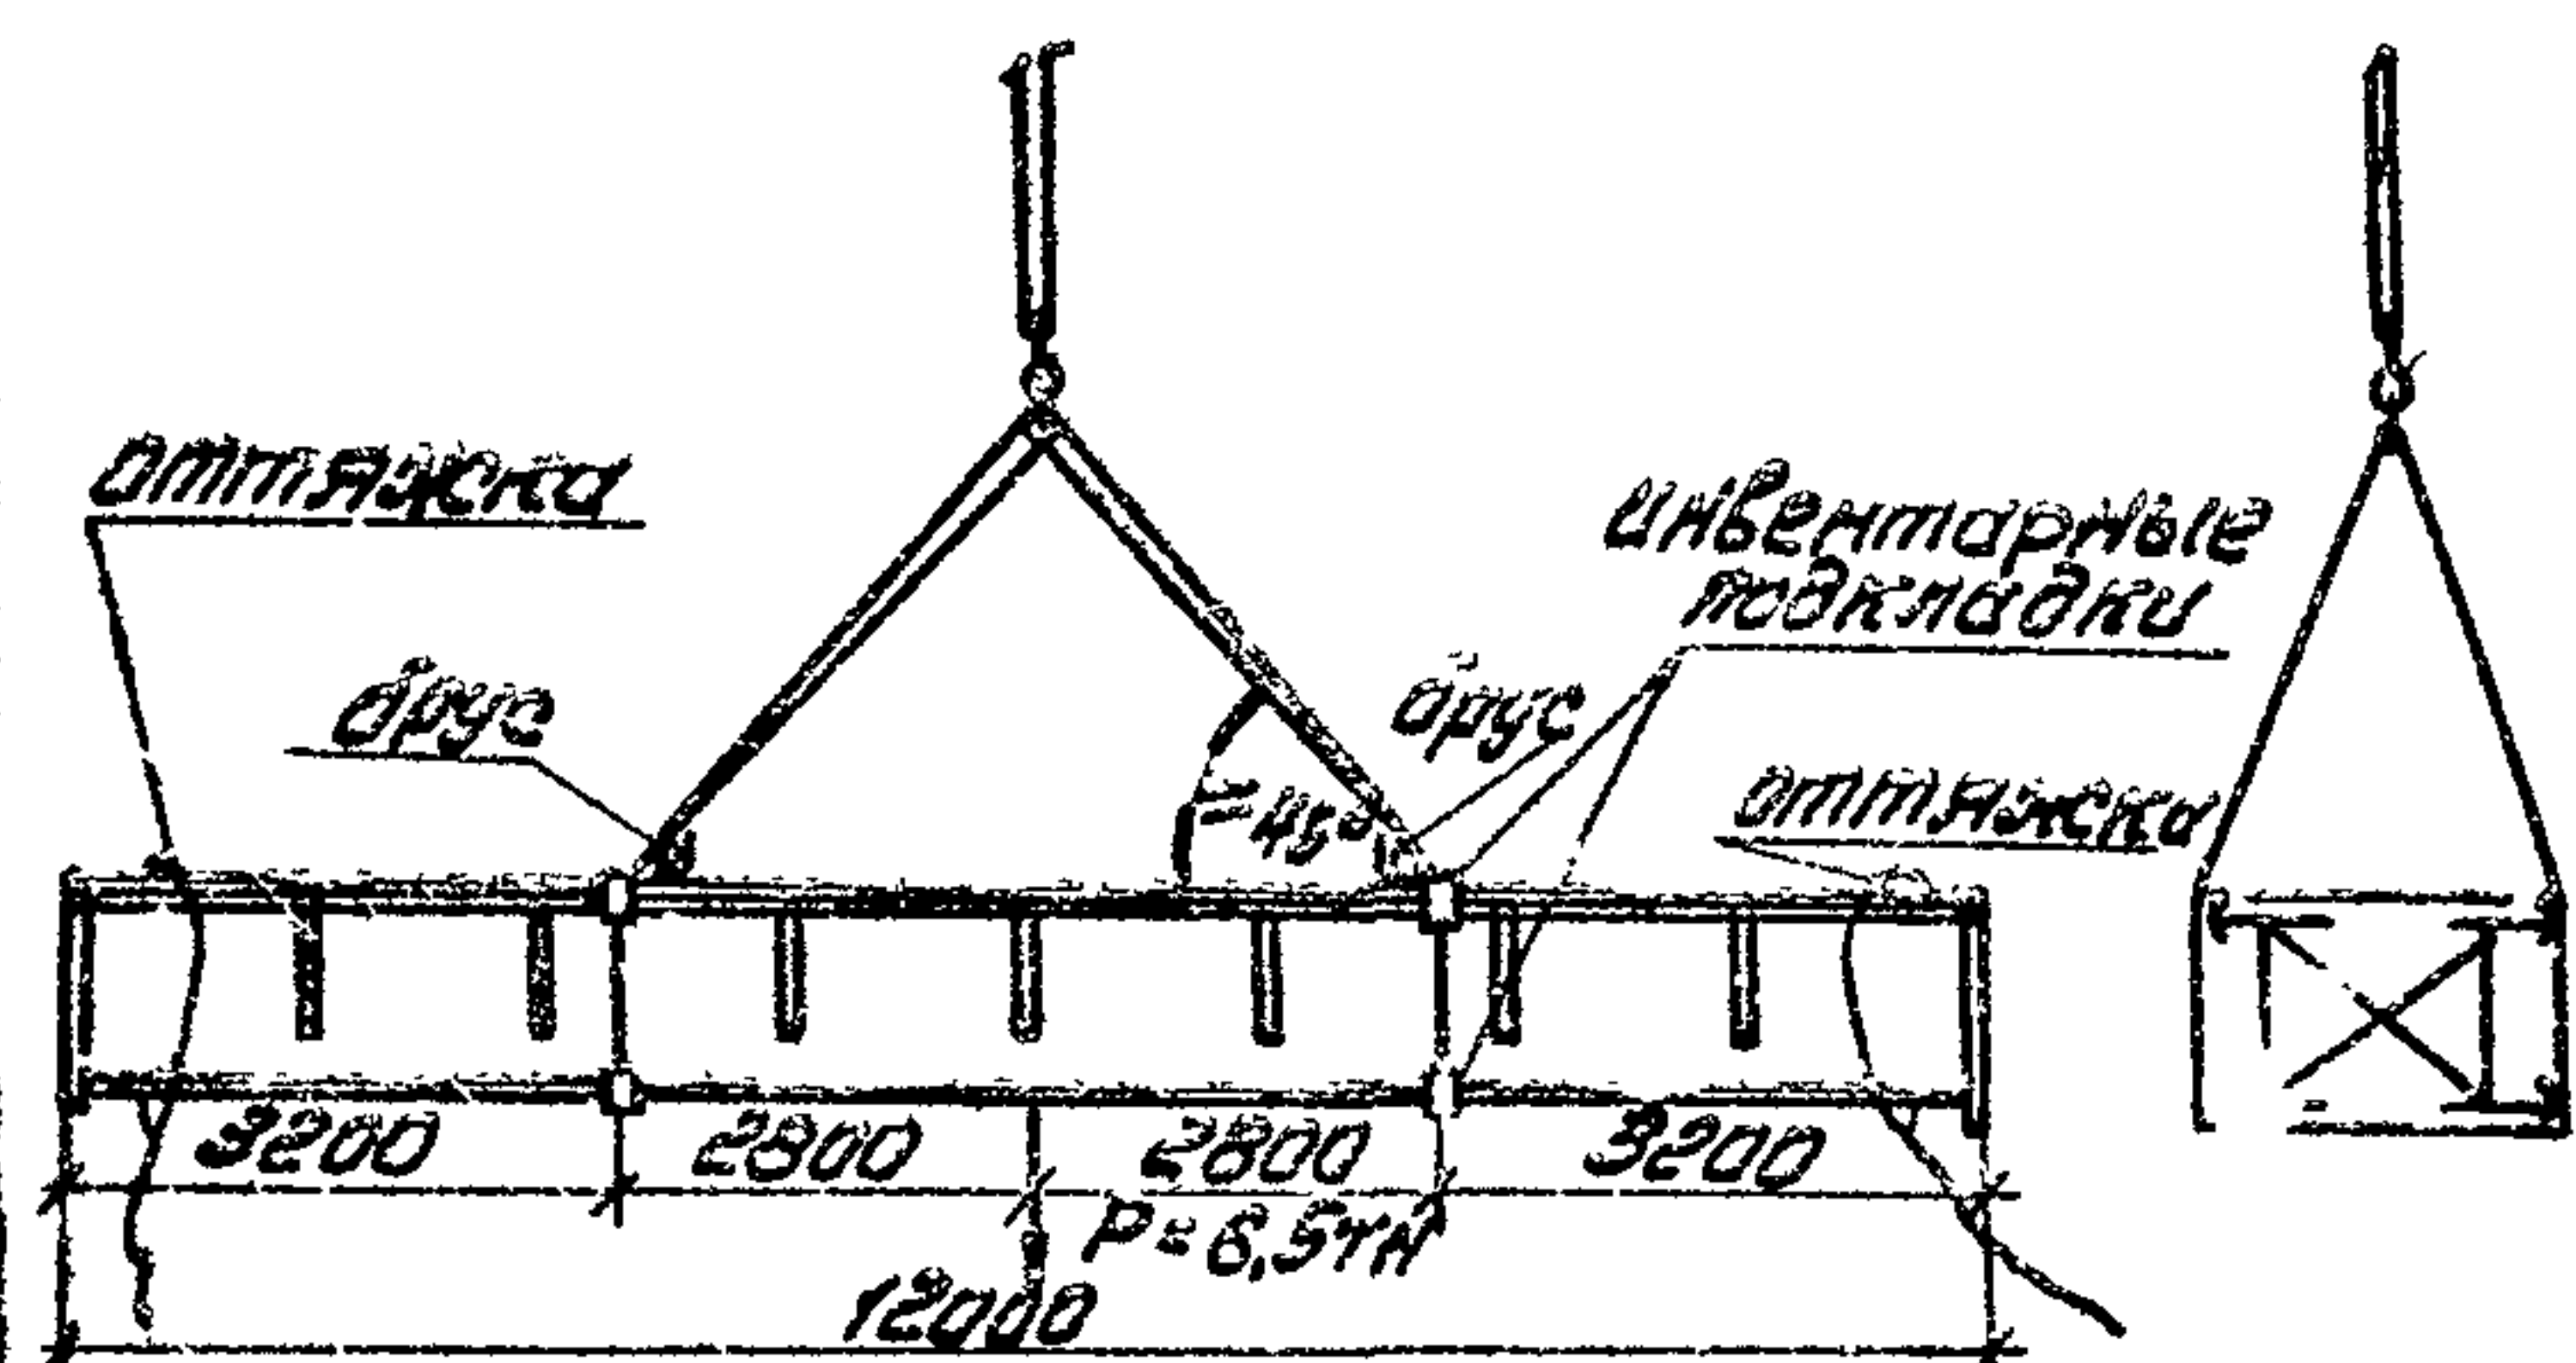 оттяжка
инвентарные
подкладки
брус
брус
оттяжка
≥45°
3200
2800
2800
3200
P=6,5тн
12000